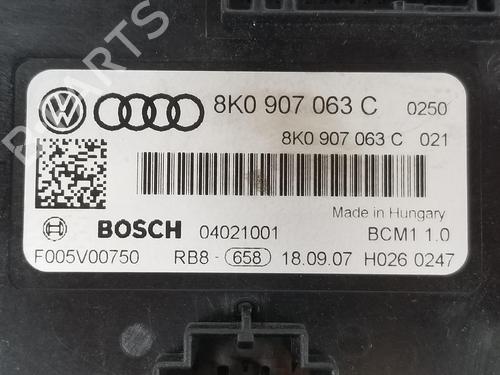 PARTS
8K0 907 063 C 0250
8K0 907 063 C 021
Made in Hungary
BOSCH 04021001 BCM1 1.0
F005V00750 RB8 - 658 18.09.07 H026 0247